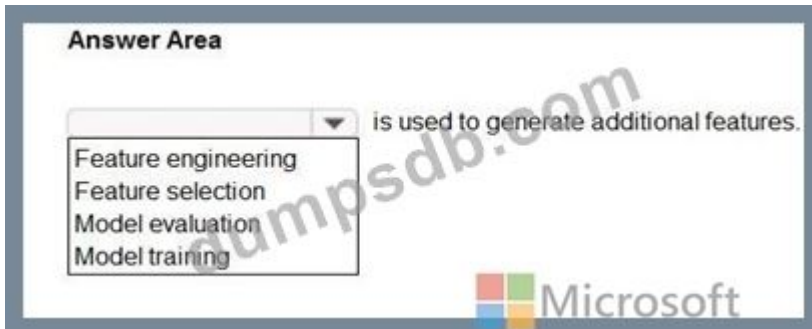 Answer Area
is used to generate additional features.
Feature engineering
Feature selection
Model evaluation
Model training
dumpsdb.com
Microsoft